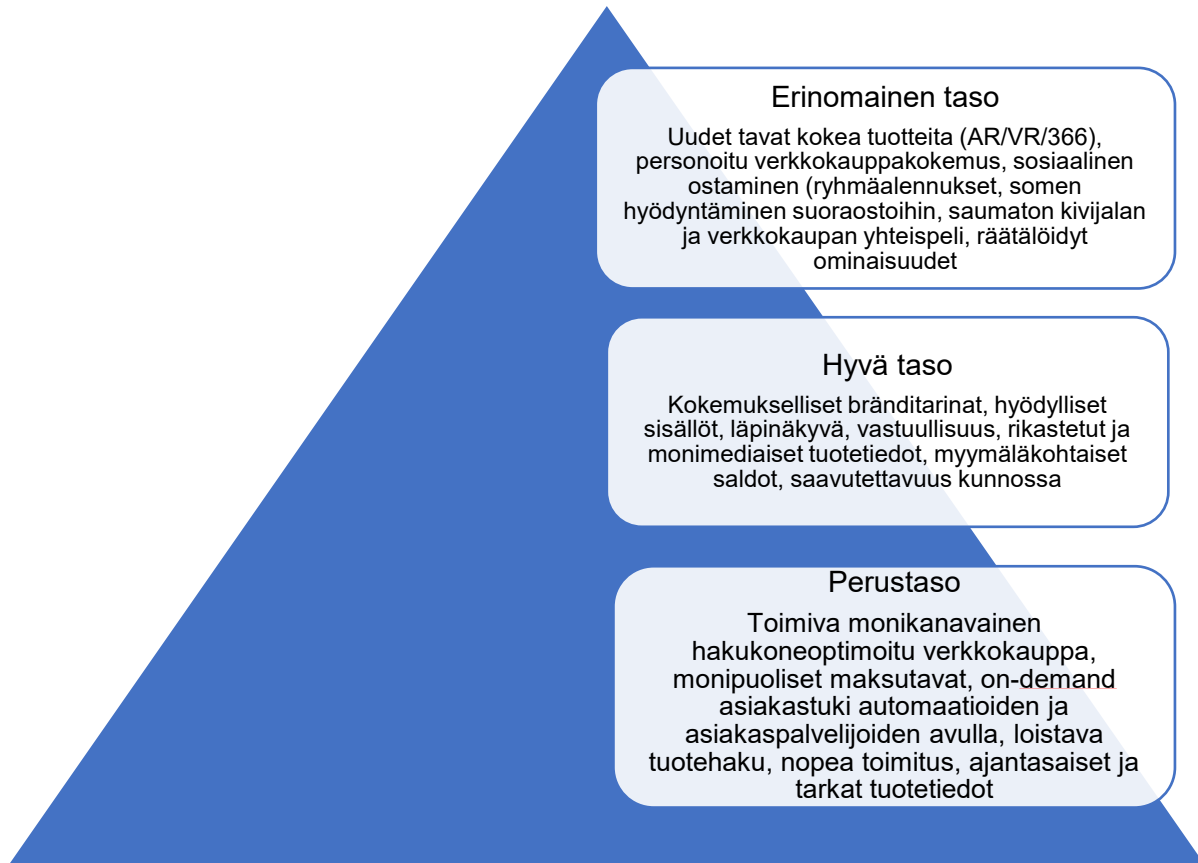 Erinomainen taso
Uudet tavat kokea tuotteita (AR/VR/366),
personoitu verkkokauppakokemus, sosiaalinen
ostaminen (ryhmäalennukset, somen
hyödyntäminen suoraostoihin, saumaton kivijalan
ja verkkokaupan yhteispeli, räätälöidyt
ominaisuudet
Hyvä taso
Kokemukselliset bränditarinat, hyödylliset
sisällöt, läpinäkyvä, vastuullisuus, rikastetut ja
monimediaiset tuotetiedot, myymäläkohtaiset
saldot, saavutettavuus kunnossa
Perustaso
Toimiva monikanavainen
hakukoneoptimoitu verkkokauppa,
monipuoliset maksutavat, on-demand
asiakastuki automaatioiden ja
asiakaspalvelijoiden avulla, loistava
tuotehaku, nopea toimitus, ajantasaiset ja
tarkat tuotetiedot